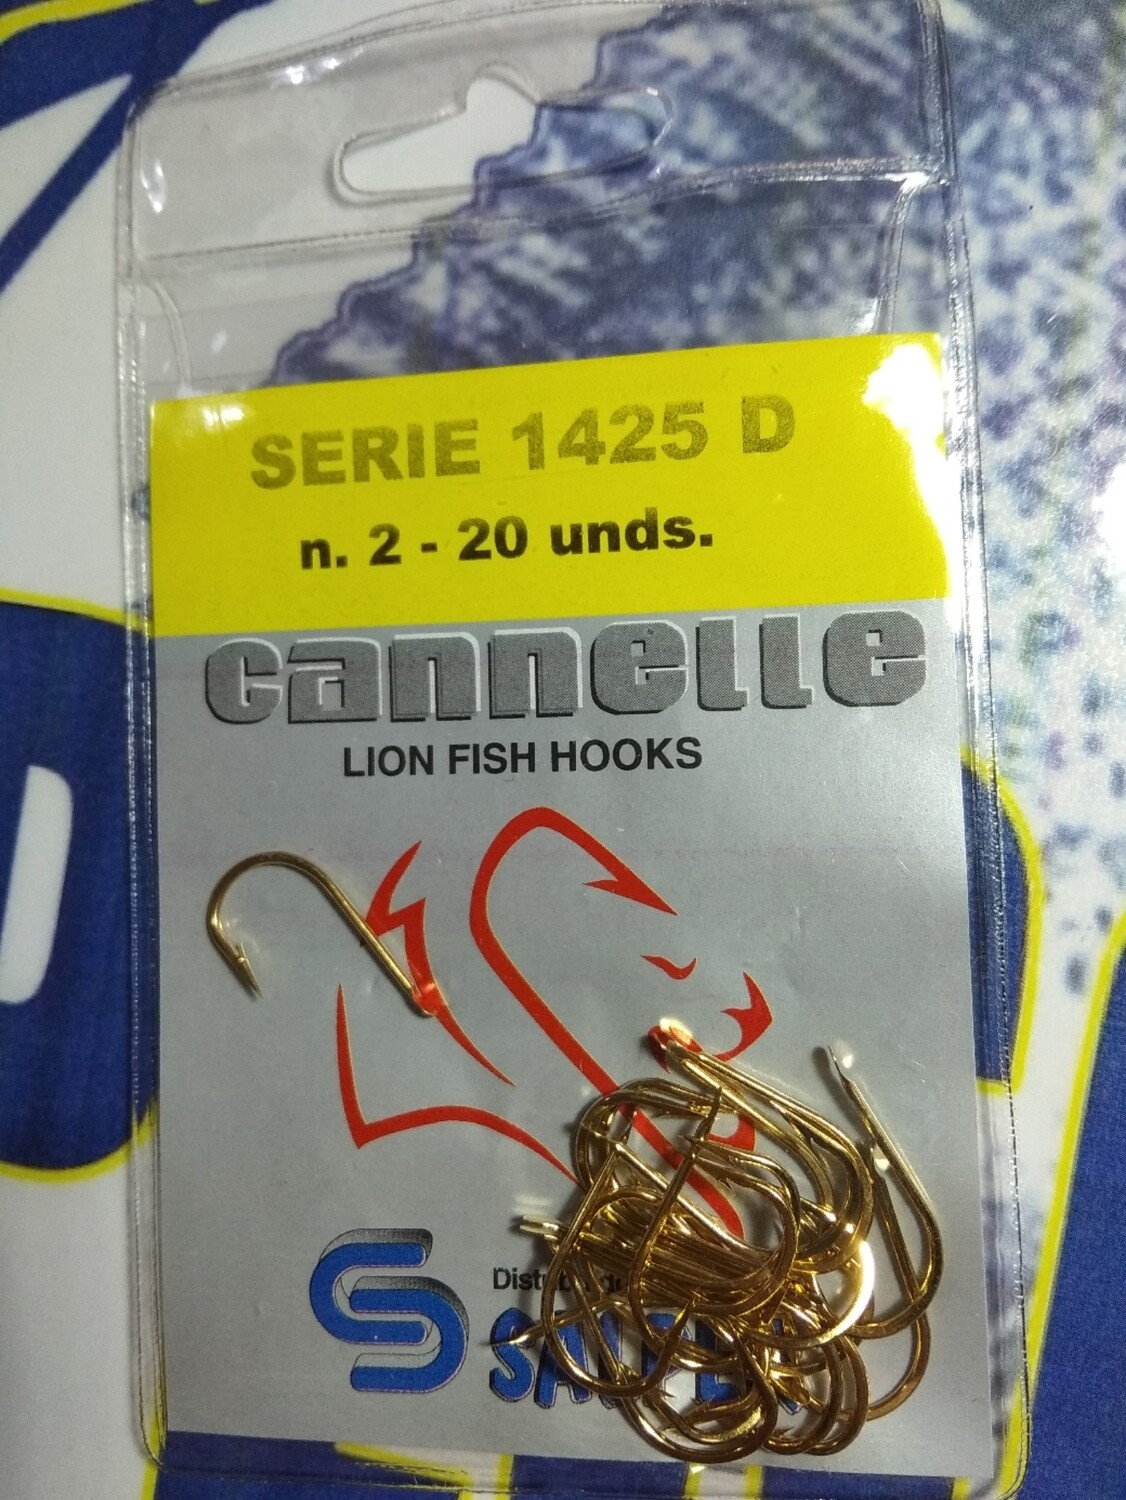 SERIE 1425 D
n. 2 - 20 unds.
cannelle
LION FISH HOOKS